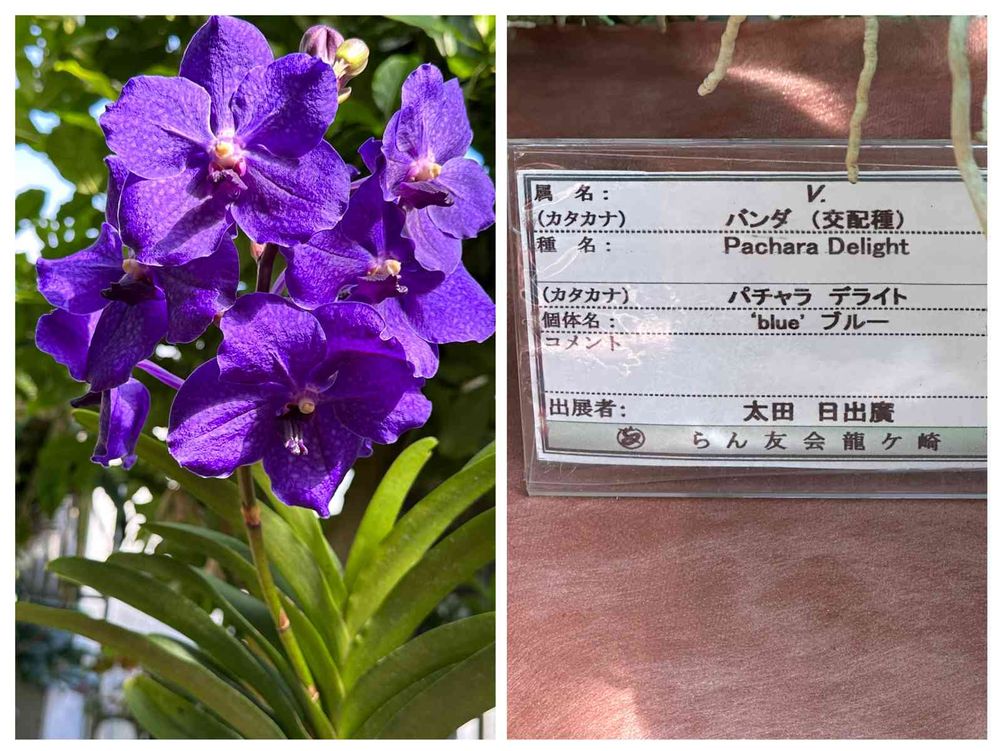 属 名: V.
(カタカナ) バンダ (交配種)
種 名: Pachara Delight
(カタカナ) パチャラ デライト
個体名: 'blue' ブルー
コメント
出展者: 太田 日出廣
らん友会龍ケ崎